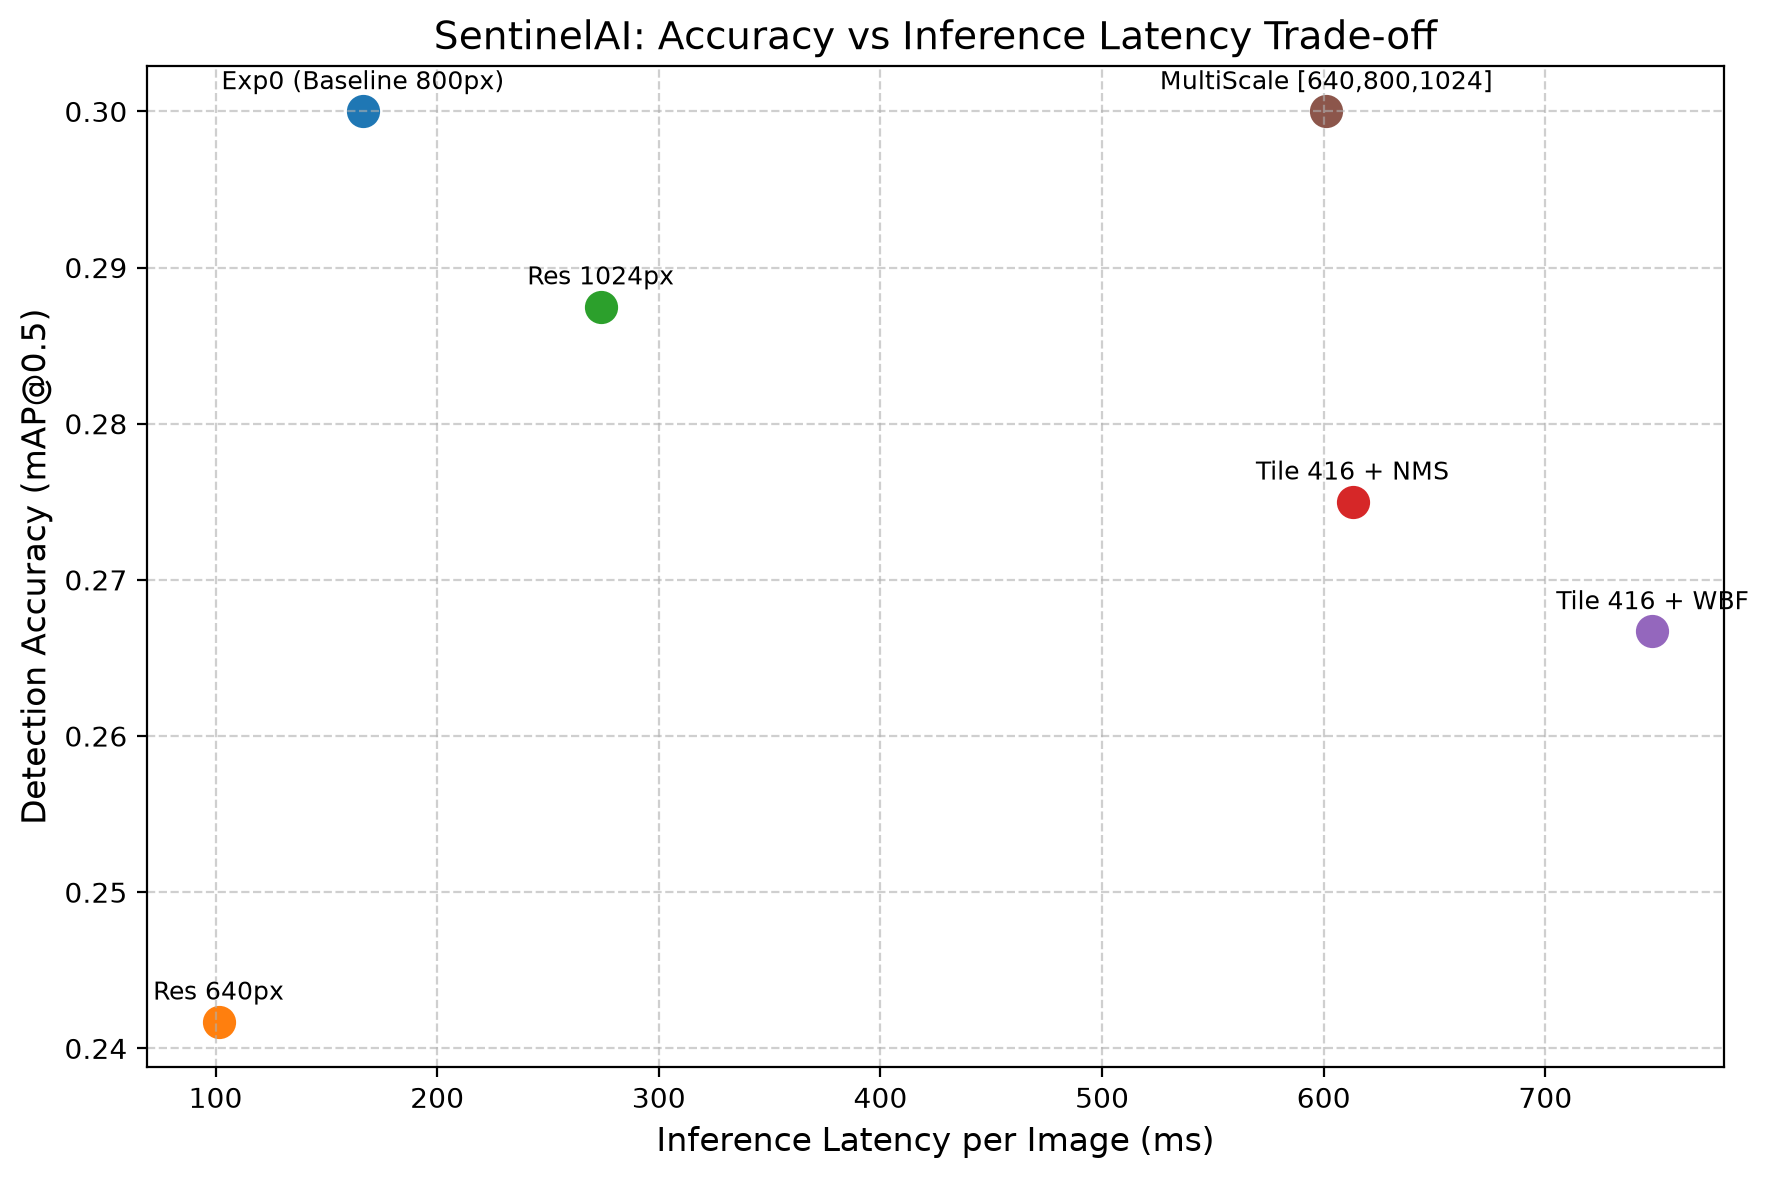 SentinelAI: Accuracy vs Inference Latency Trade-off
Exp0 (Baseline 800px)
MultiScale [640,800,1024]
Res 1024px
Tile 416 + NMS
Tile 416 + WBF
Res 640px
Detection Accuracy (mAP@0.5)
0.30
0.29
0.28
0.27
0.26
0.25
0.24
100 200 300 400 500 600 700
Inference Latency per Image (ms)